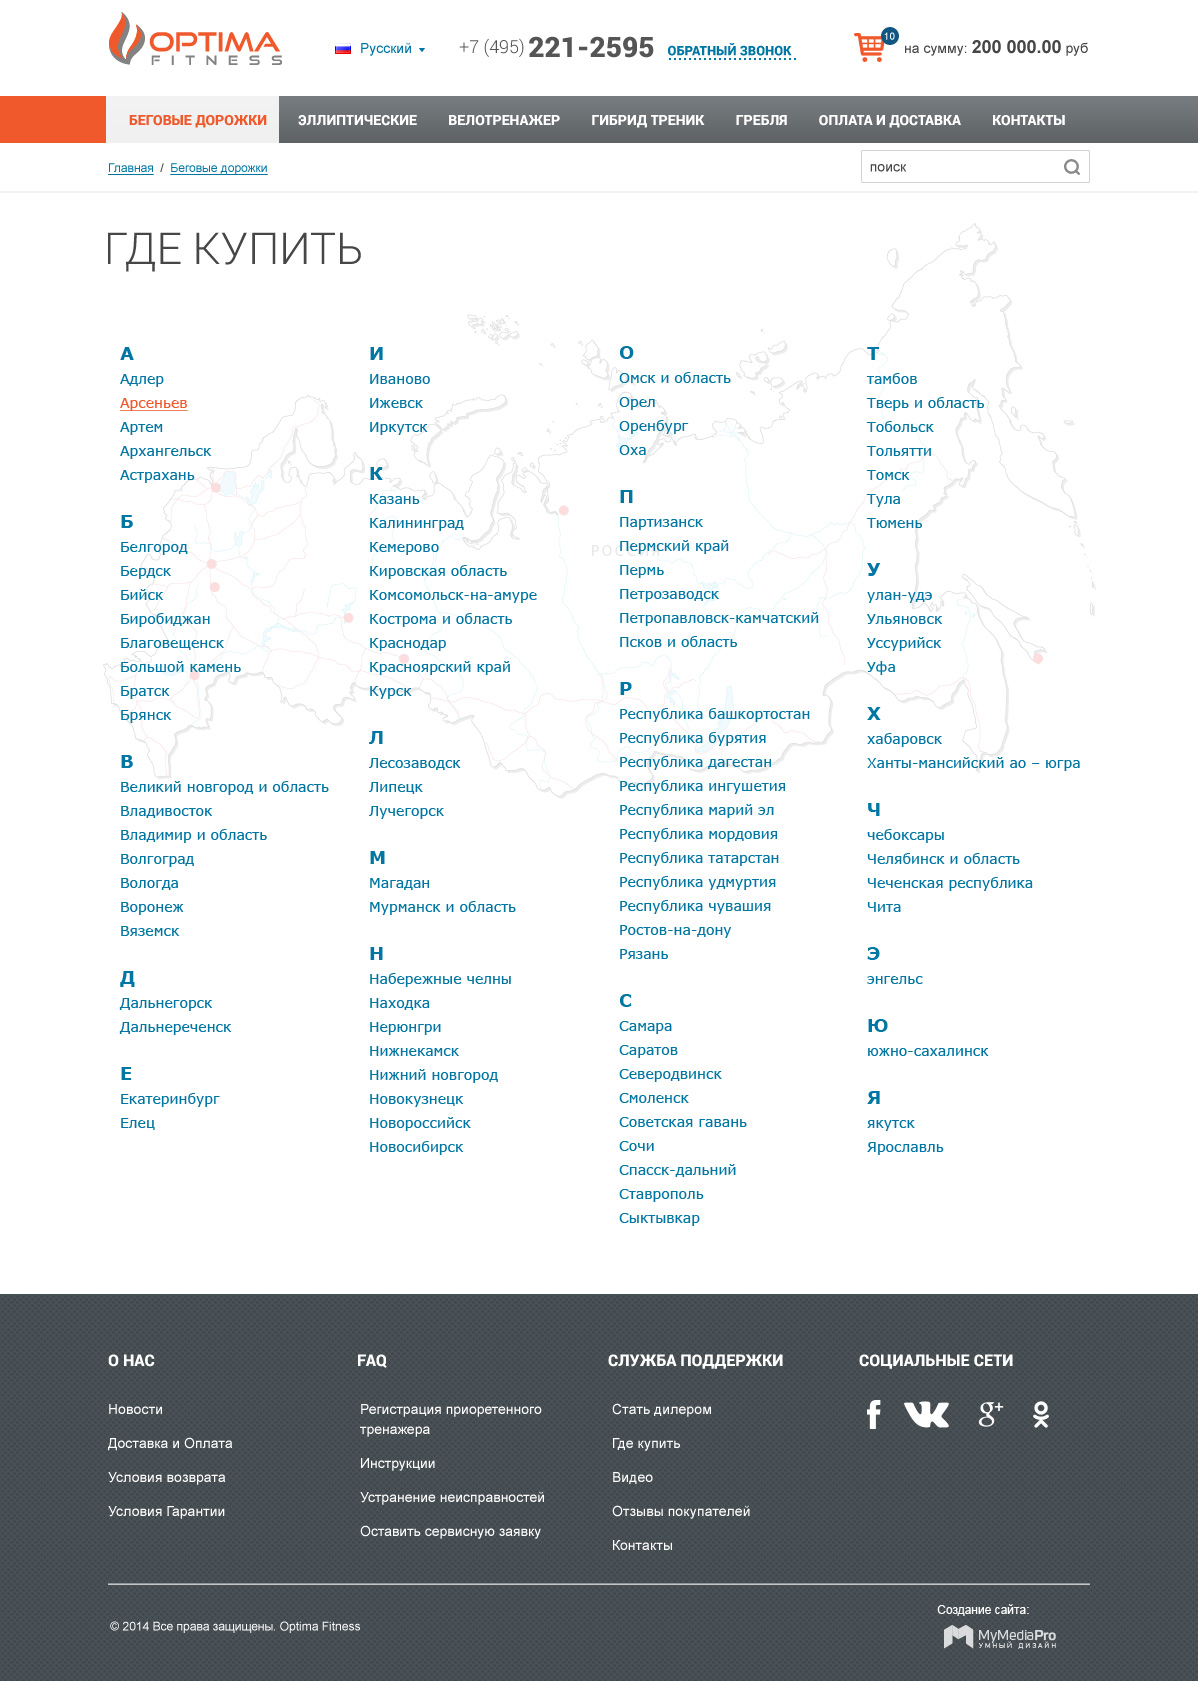 OPTIMA
FITNESS
Русский
+7 (495) 221-2595
ОБРАТНЫЙ ЗВОНОК
10
на сумму: 200 000.00 руб
БЕГОВЫЕ ДОРОЖКИ
ЭЛЛИПТИЧЕСКИЕ
ВЕЛОТРЕНАЖЕР
ГИБРИД ТРЕНИК
ГРЕБЛЯ
ОПЛАТА И ДОСТАВКА
КОНТАКТЫ
Главная / Беговые дорожки
поиск
ГДЕ КУПИТЬ
А
Адлер
Арсеньев
Артем
Архангельск
Астрахань
Б
Белгород
Бердск
Бийск
Биробиджан
Благовещенск
Большой камень
Братск
Брянск
В
Великий новгород и область
Владивосток
Владимир и область
Волгоград
Вологда
Воронеж
Вяземск
Д
Дальнегорск
Дальнереченск
Е
Екатеринбург
Елец
И
Иваново
Ижевск
Иркутск
К
Казань
Калининград
Кемерово
Кировская область
Комсомольск-на-амуре
Кострома и область
Краснодар
Красноярский край
Курск
Л
Лесозаводск
Липецк
Лучегорск
М
Магадан
Мурманск и область
Н
Набережные челны
Находка
Нерюнгри
Нижнекамск
Нижний новгород
Новокузнецк
Новороссийск
Новосибирск
О
Омск и область
Орел
Оренбург
Оха
П
Партизанск
Пермский край
Пермь
Петрозаводск
Петропавловск-камчатский
Псков и область
Р
Республика башкортостан
Республика бурятия
Республика дагестан
Республика ингушетия
Республика марий эл
Республика мордовия
Республика татарстан
Республика удмуртия
Республика чувашия
Ростов-на-дону
Рязань
С
Самара
Саратов
Северодвинск
Смоленск
Советская гавань
Сочи
Спасск-дальний
Ставрополь
Сыктывкар
Т
тамбов
Тверь и область
Тобольск
Тольятти
Томск
Тула
Тюмень
У
улан-удэ
Ульяновск
Уссурийск
Уфа
Х
хабаровск
Ханты-мансийский ао – югра
Ч
чебоксары
Челябинск и область
Чеченская республика
Чита
Э
энгельс
Ю
южно-сахалинск
Я
якутск
Ярославль
О НАС
Новости
Доставка и Оплата
Условия возврата
Условия Гарантии
FAQ
Регистрация приоретенного
тренажера
Инструкции
Устранение неисправностей
Оставить сервисную заявку
СЛУЖБА ПОДДЕРЖКИ
Стать дилером
Где купить
Видео
Отзывы покупателей
Контакты
СОЦИАЛЬНЫЕ СЕТИ
© 2014 Все права защищены. Optima Fitness
Создание сайта:
MyMediaPro
УМНЫЙ ДИЗАЙН